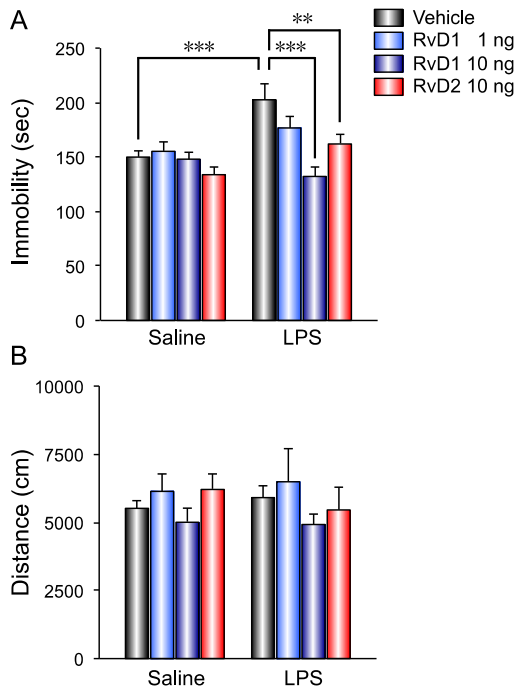 A
Vehicle
RvD1 1 ng
RvD1 10 ng
RvD2 10 ng
**
***
***
250
200
150
100
50
0
Immobility (sec)
Saline
LPS
B
10000
7500
5000
2500
0
Distance (cm)
Saline
LPS